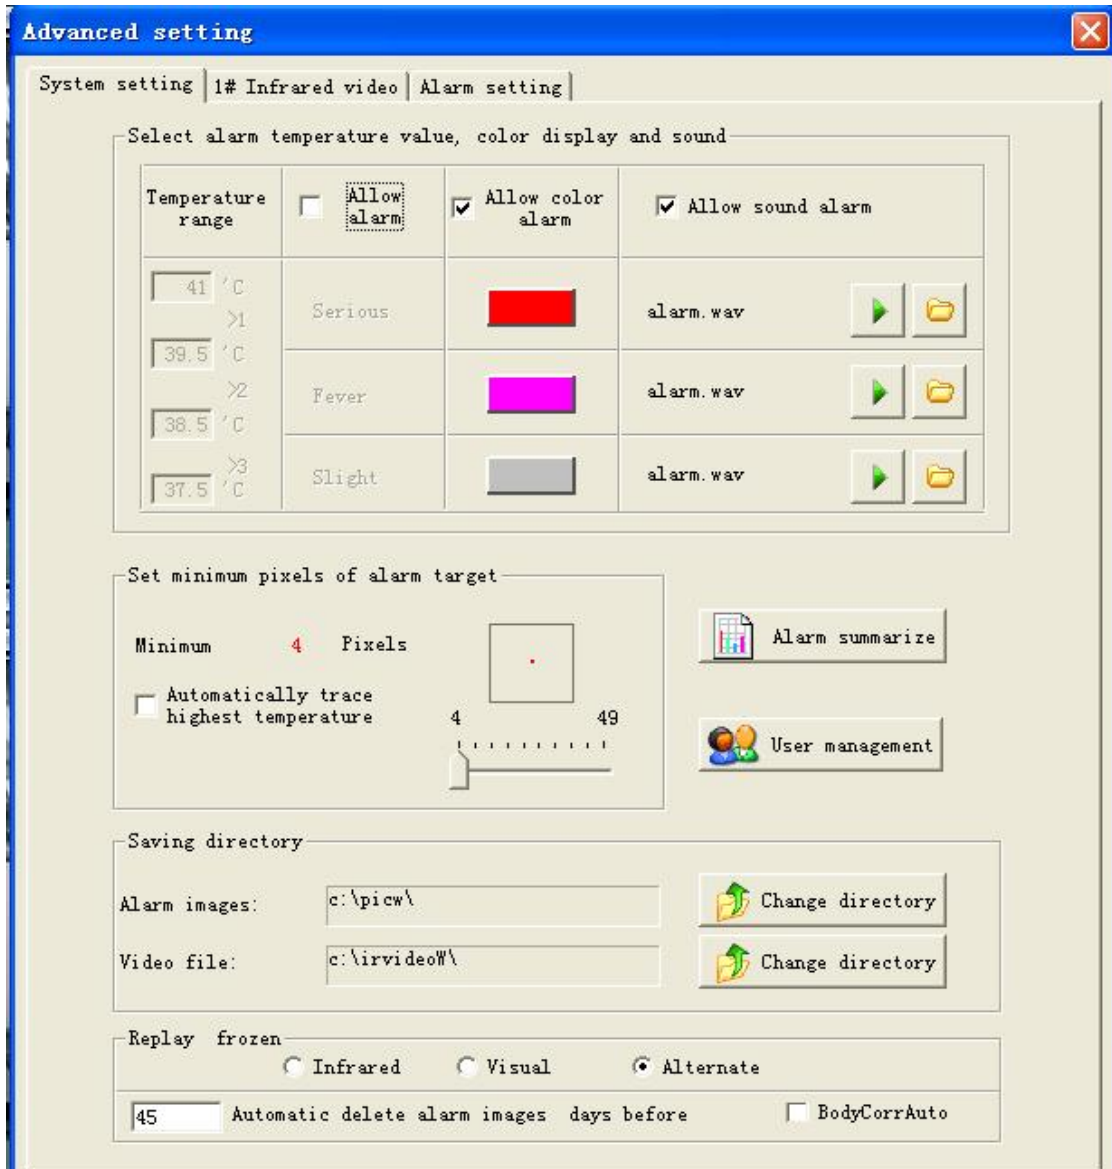 Advanced setting
System setting 1# Infrared video Alarm setting
Select alarm temperature value, color display and sound
Temperature range
Allow alarm
Allow color alarm
Allow sound alarm
41 'C
>1
39.5 'C
>2
38.5 'C
>3
37.5 'C
Serious
alarm.wav
Fever
alarm.wav
Slight
alarm.wav
Set minimum pixels of alarm target
Minimum 4 Pixels
Automatically trace
highest temperature
4 49
Alarm summarize
User management
Saving directory
Alarm images: c:\picw\ Change directory
Video file: c:\irvideoW\ Change directory
Replay frozen
Infrared Visual Alternate
45 Automatic delete alarm images days before BodyCorrAuto